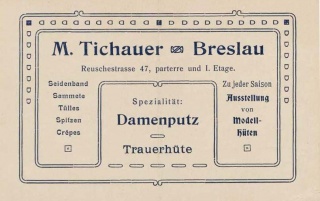 M. Tichauer Breslau
Reuschestrasse 47, parterre und I. Etage.
Seidenband
Sammete
Tülles
Spitzen
Crêpes
Spezialität:
Damenputz
Trauerhüte
Zu jeder Saison
Ausstellung
von
Modell-
Hüten